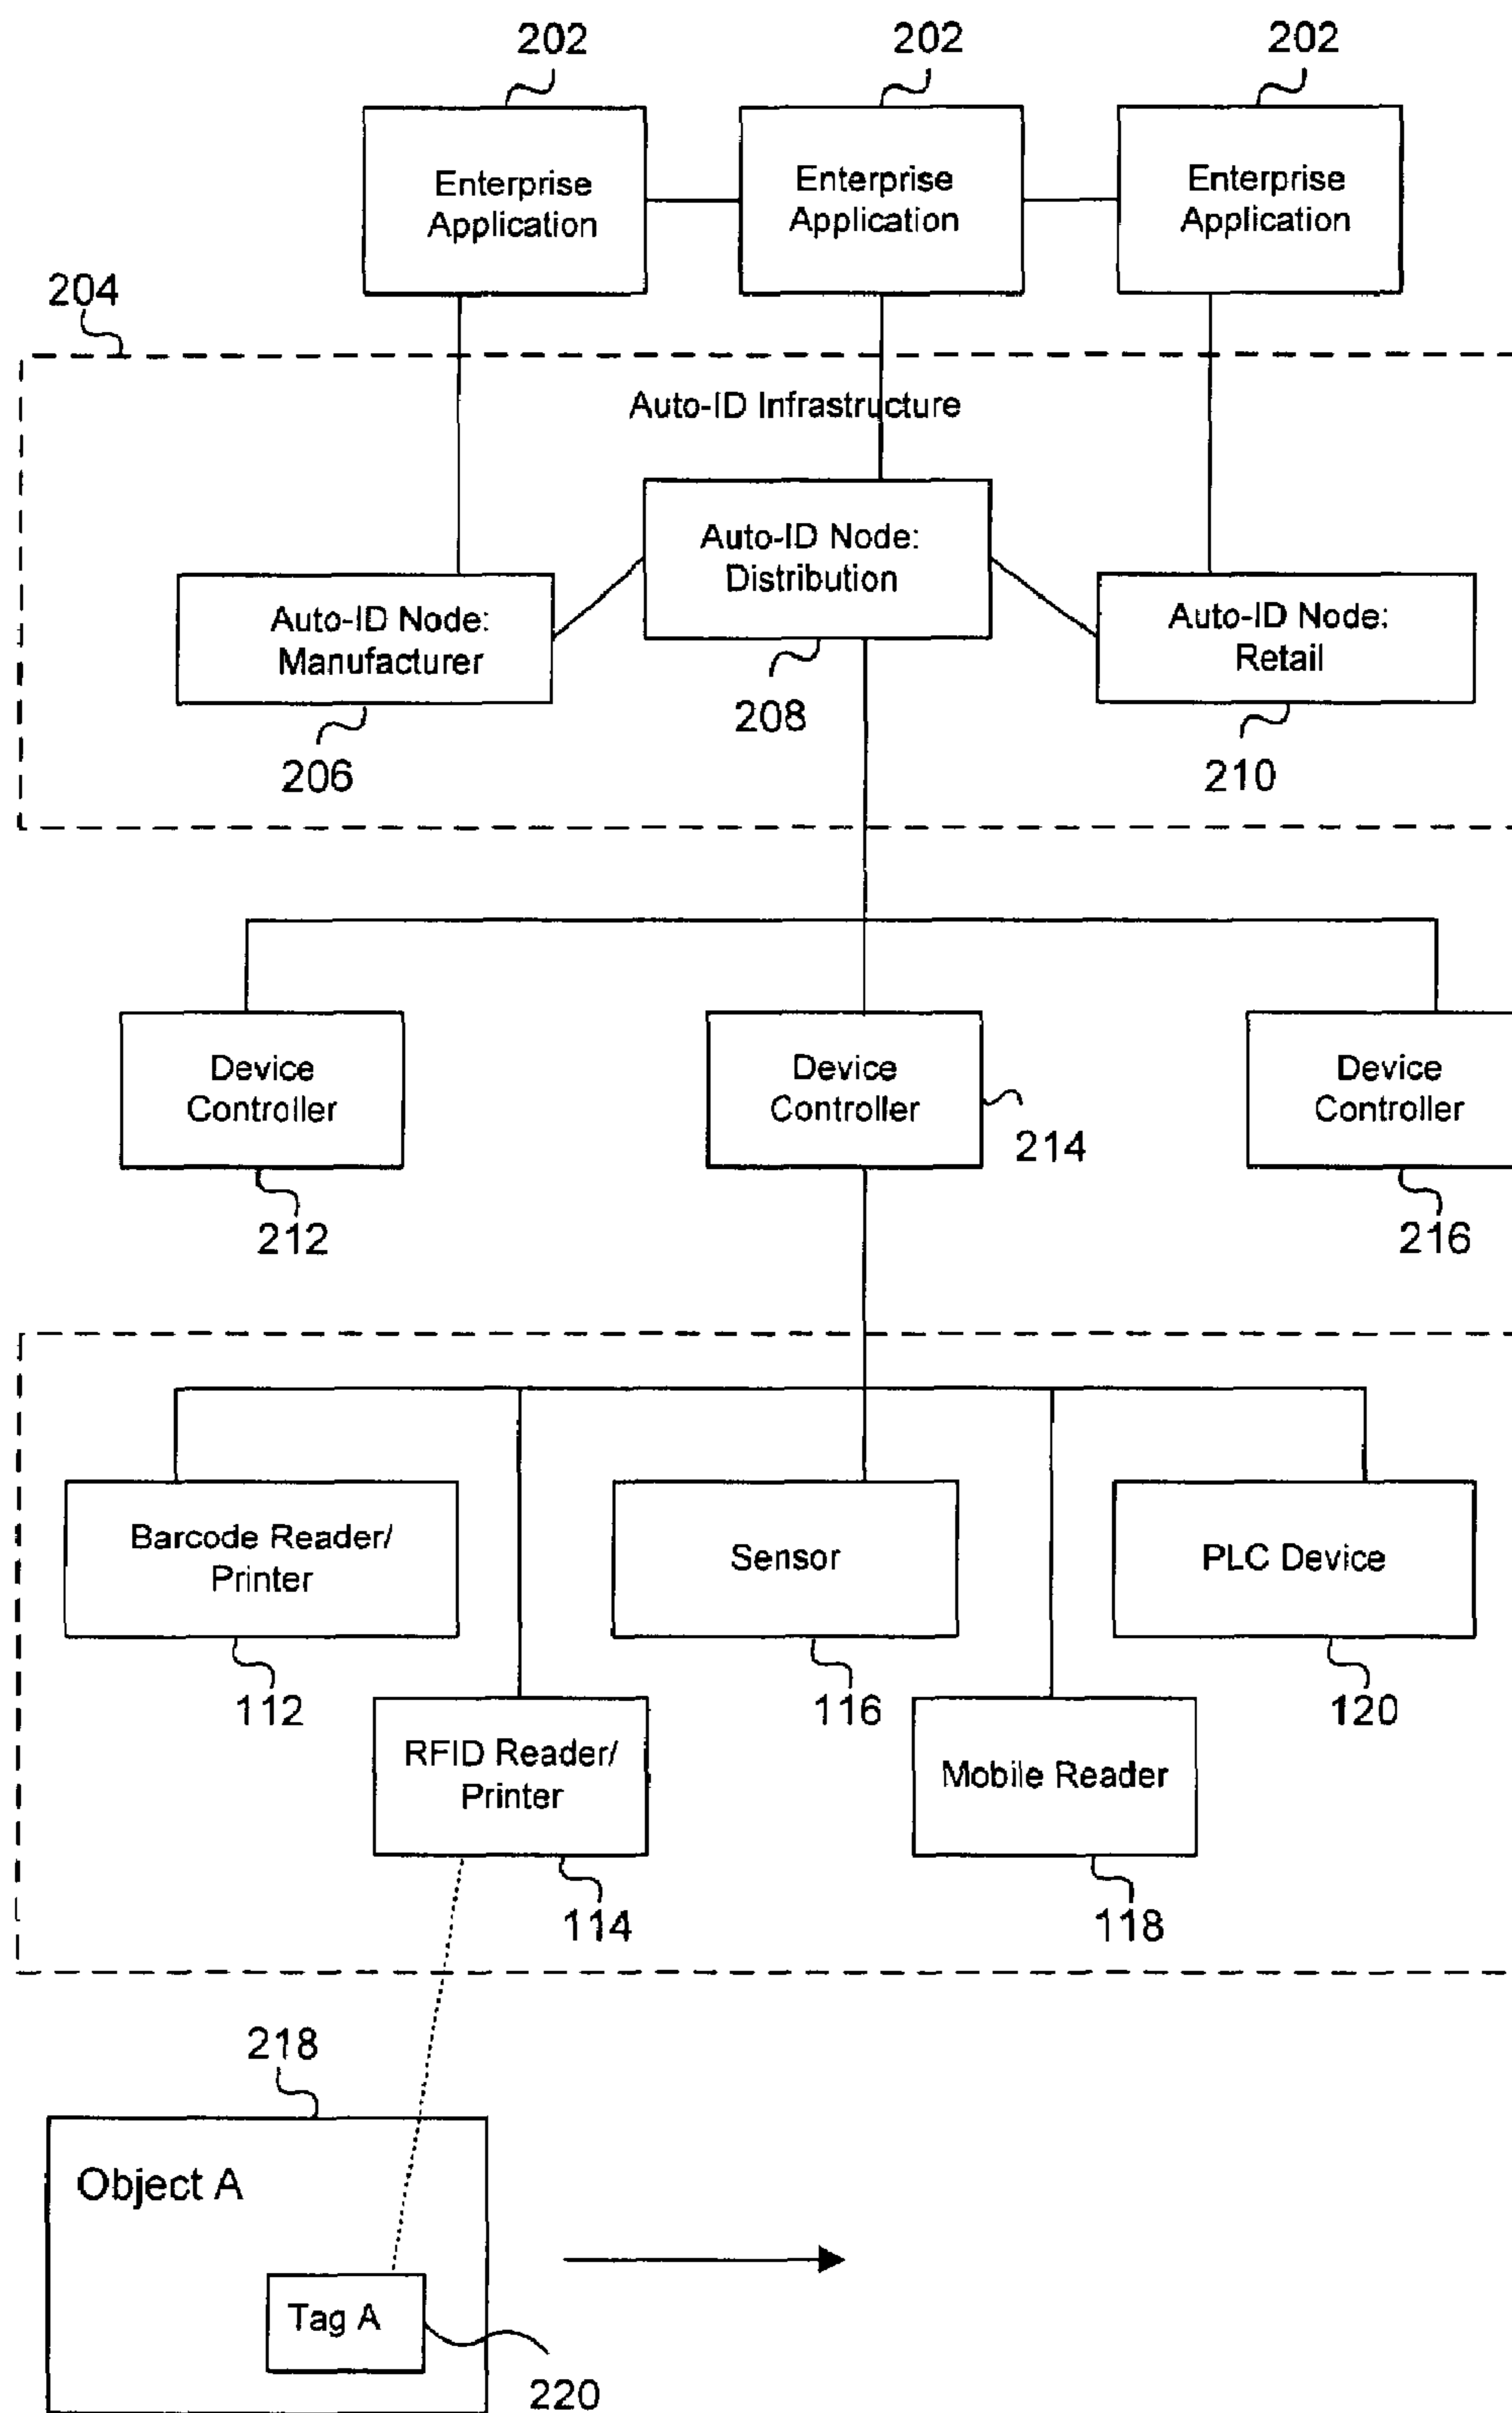 202 202 202
Enterprise Application
Enterprise Application
Enterprise Application
204
Auto-ID Infrastructure
Auto-ID Node:
Distribution
Auto-ID Node:
Manufacturer
Auto-ID Node:
Retail
208
206
210
Device
Controller
Device
Controller
Device
Controller
214
212
216
Barcode Reader/
Printer
Sensor
PLC Device
112
116
120
RFID Reader/
Printer
Mobile Reader
114
118
218
Object A
Tag A
220